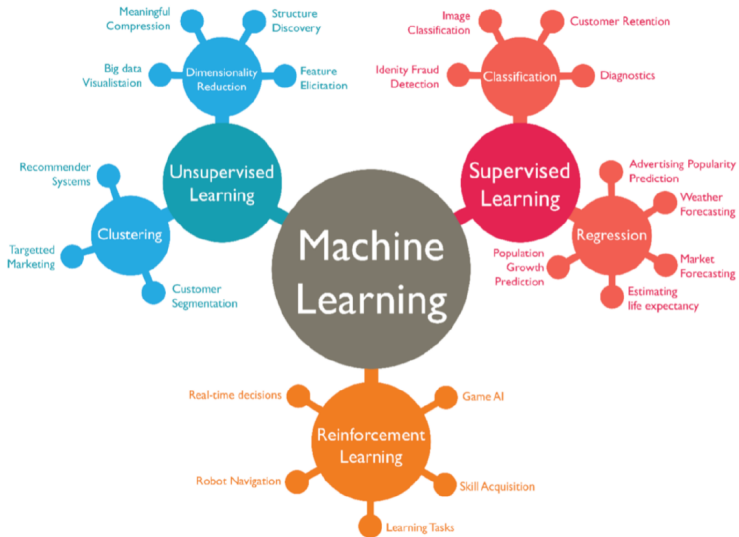 Meaningful
Compression
Structure
Discovery
Big data
Visualistaion
Dimensionality
Reduction
Feature
Elicitation
Unsupervised
Learning
Recommender
Systems
Clustering
Targetted
Marketing
Customer
Segmentation
Image
Classification
Customer Retention
Idenity Fraud
Detection
Classification
Diagnostics
Supervised
Learning
Advertising Popularity
Prediction
Weather
Forecasting
Regression
Population
Growth
Prediction
Market
Forecasting
Estimating
life expectancy
Machine
Learning
Real-time decisions
Game AI
Reinforcement
Learning
Robot Navigation
Skill Acquisition
Learning Tasks